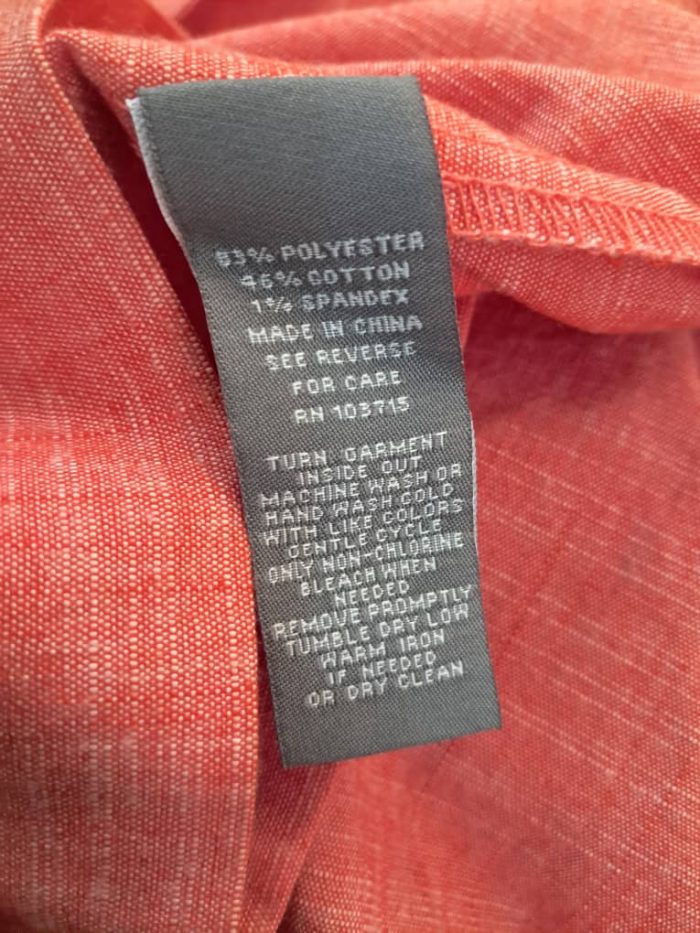 53% POLYESTER
46% COTTON
1% SPANDEX
MADE IN CHINA
SEE REVERSE
FOR CARE
RN 103715
TURN GARMENT
INSIDE OUT
MACHINE WASH OR
HAND WASH COLD
WITH LIKE COLORS
GENTLE CYCLE
ONLY NON-CHLORINE
BLEACH WHEN
NEEDED
REMOVE PROMPTLY
TUMBLE DRY LOW
WARM IRON
IF NEEDED
OR DRY CLEAN